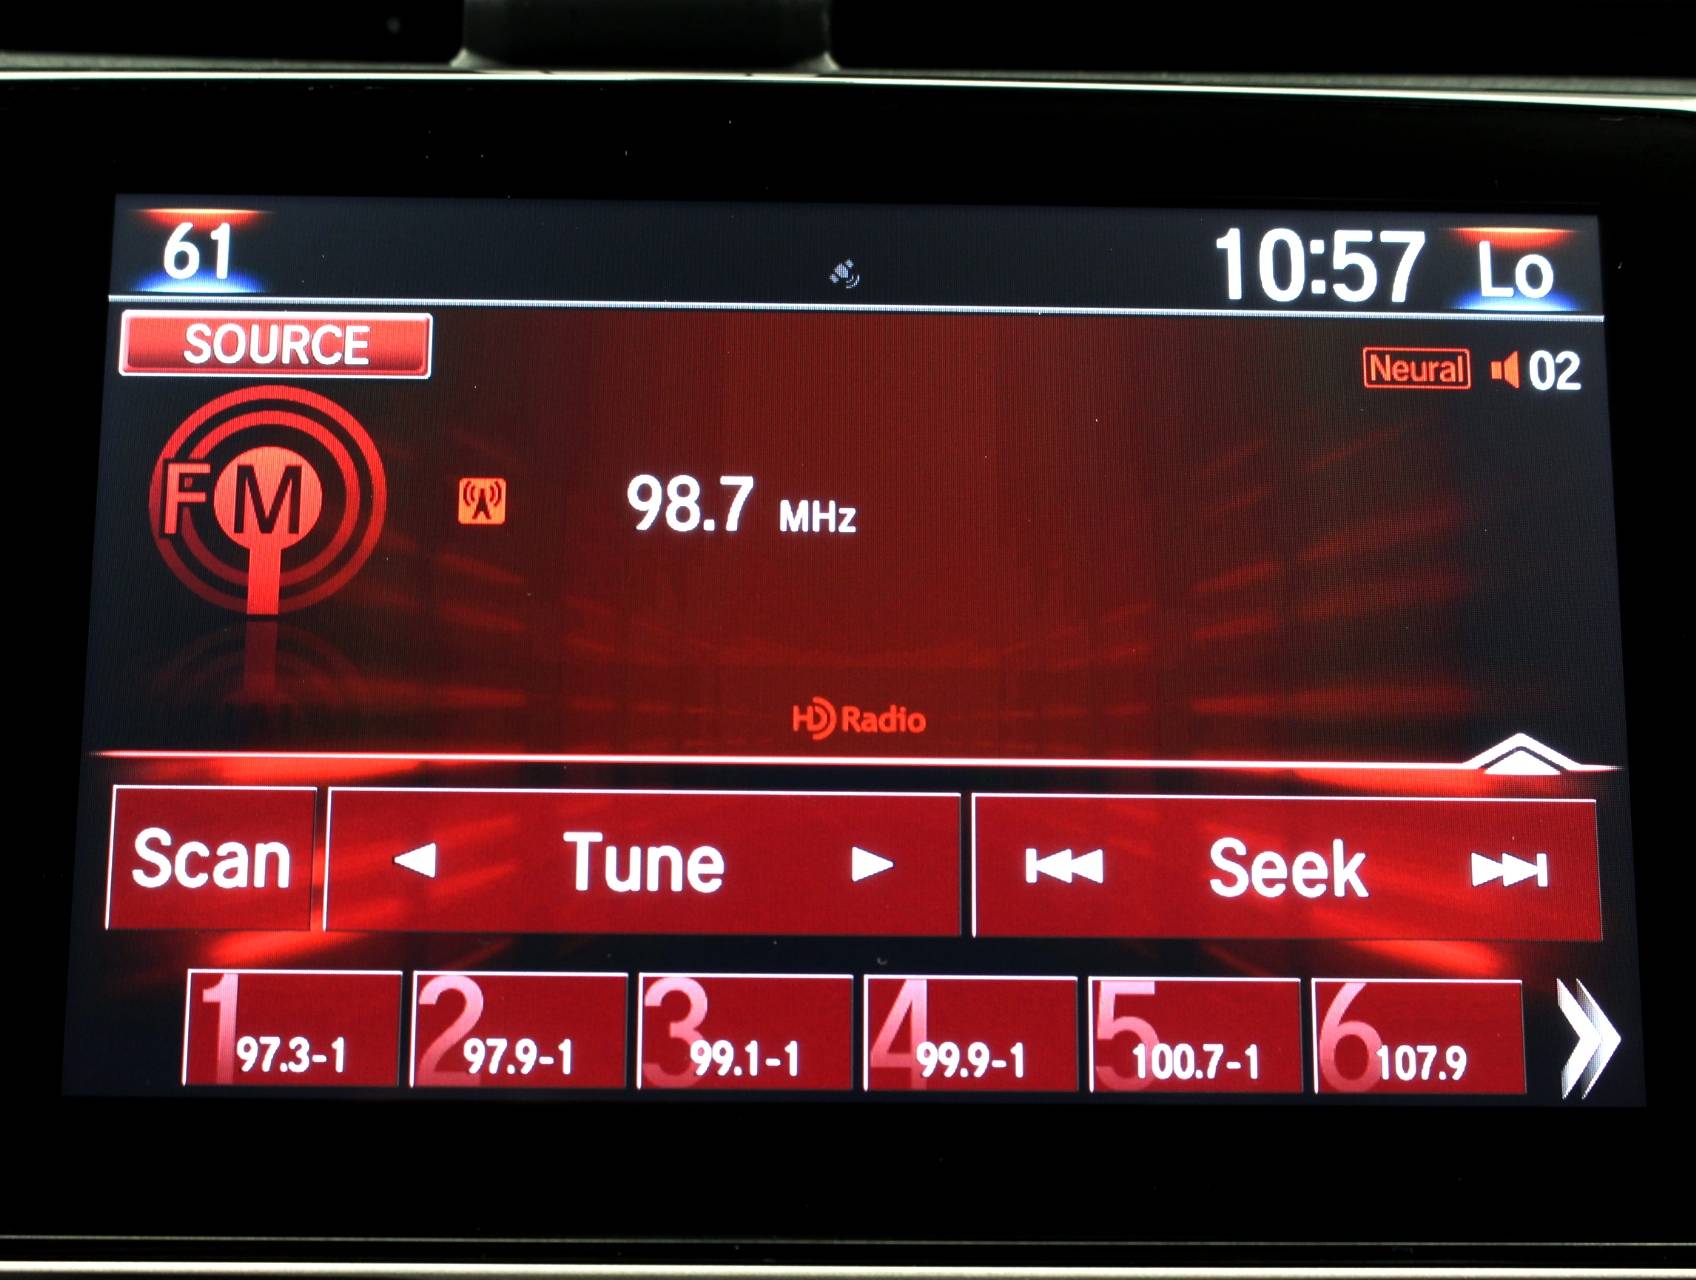 61
10:57
Lo
SOURCE
Neural
02
FM
98.7 MHz
HD Radio
Scan
Tune
Seek
1 97.3-1
2 97.9-1
3 99.1-1
4 99.9-1
5 100.7-1
6 107.9